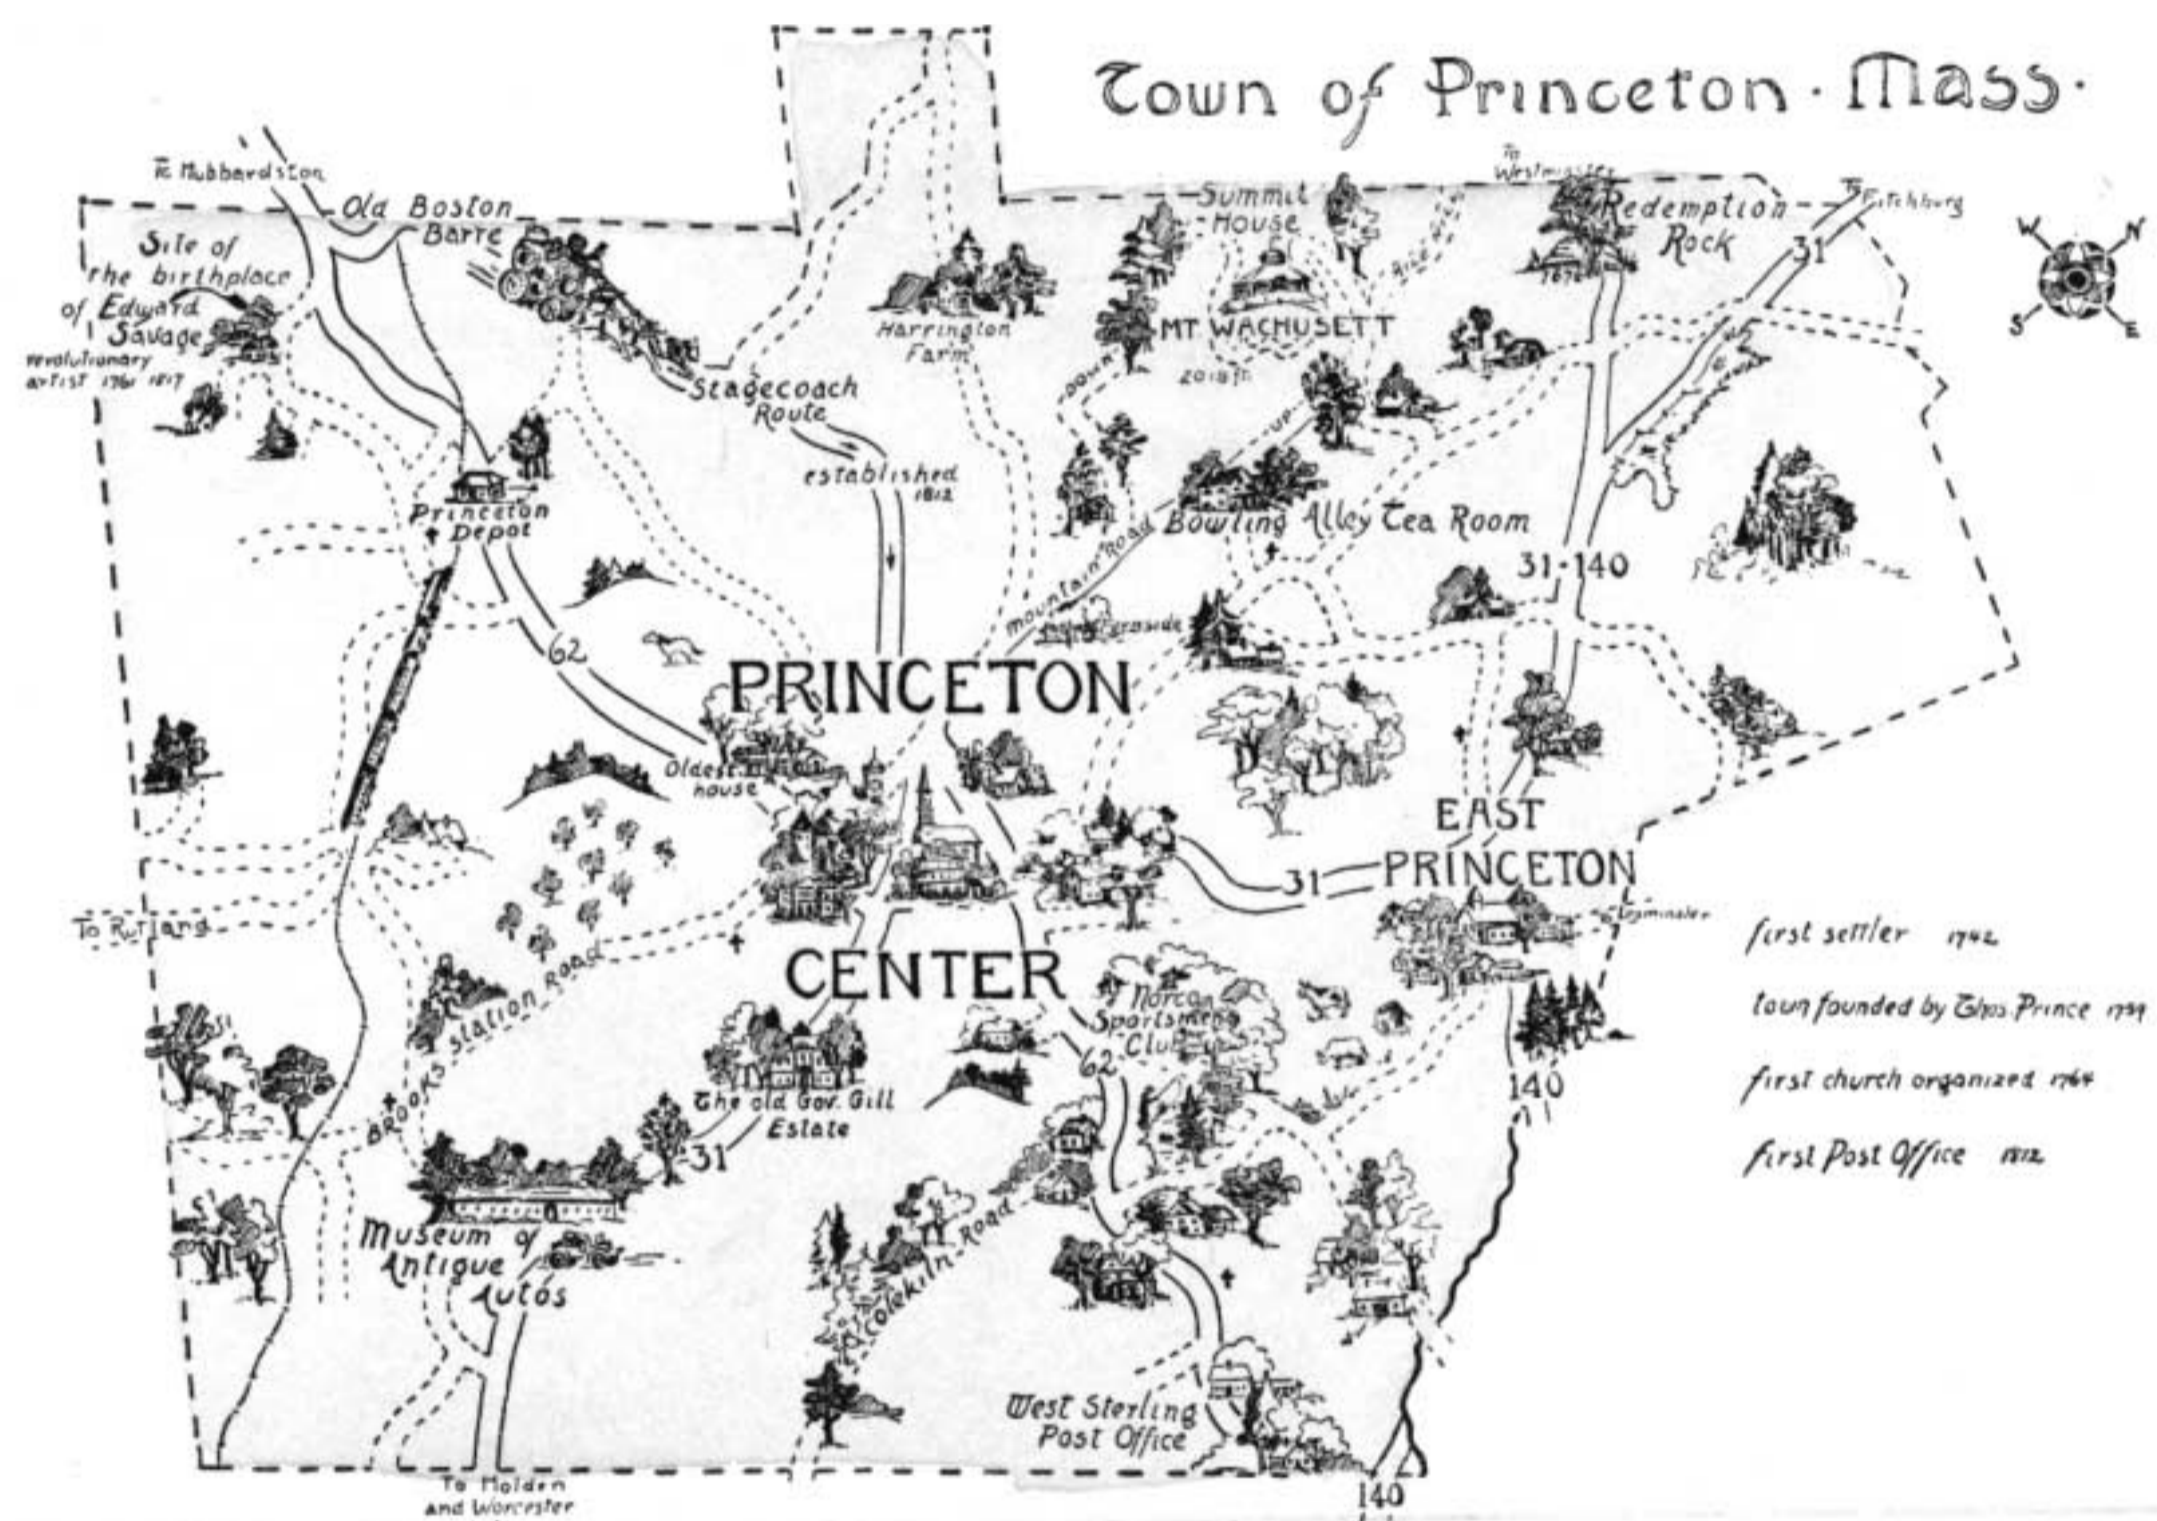 Town of Princeton · Mass ·
To Hubbardston
Old Boston
Barre
Site of
the birthplace
of Edward
Savage
revolutionary
artist 1761 1817
Summit
House
To
Westminster
Redemption
Rock
To
Fitchburg
31
W
N
S
E
Harrington
Farm
MT WACHUSETT
2018 ft
Down
UP
Stagecoach
Route
established
1812
Princeton
Depot
Bowling Alley Tea Room
Mountain Road
31·140
Fernside
62
PRINCETON
Oldest
house
EAST
PRINCETON
31
To Rutland
Brooks Station Road
CENTER
Norco
Sportsmens
Club
62
140
The old Gov. Gill
Estate
31
Museum of
Antique
Autos
Road
West Sterling
Post Office
To Holden
and Worcester
140
first settler 1742
town founded by Thos. Prince 1759
first church organized 1764
first Post Office 1812